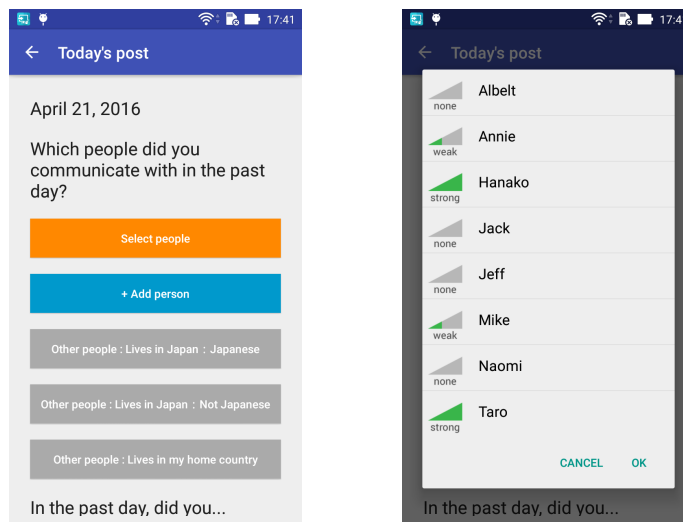 17:41
Today's post
April 21, 2016
Which people did you
communicate with in the past
day?
Select people
+ Add person
Other people : Lives in Japan : Japanese
Other people : Lives in Japan : Not Japanese
Other people : Lives in my home country
In the past day, did you...
17:4
Today's post
Albelt
none
Annie
weak
Hanako
strong
Jack
none
Jeff
none
Mike
weak
Naomi
none
Taro
strong
CANCEL OK
In the past day, did you...